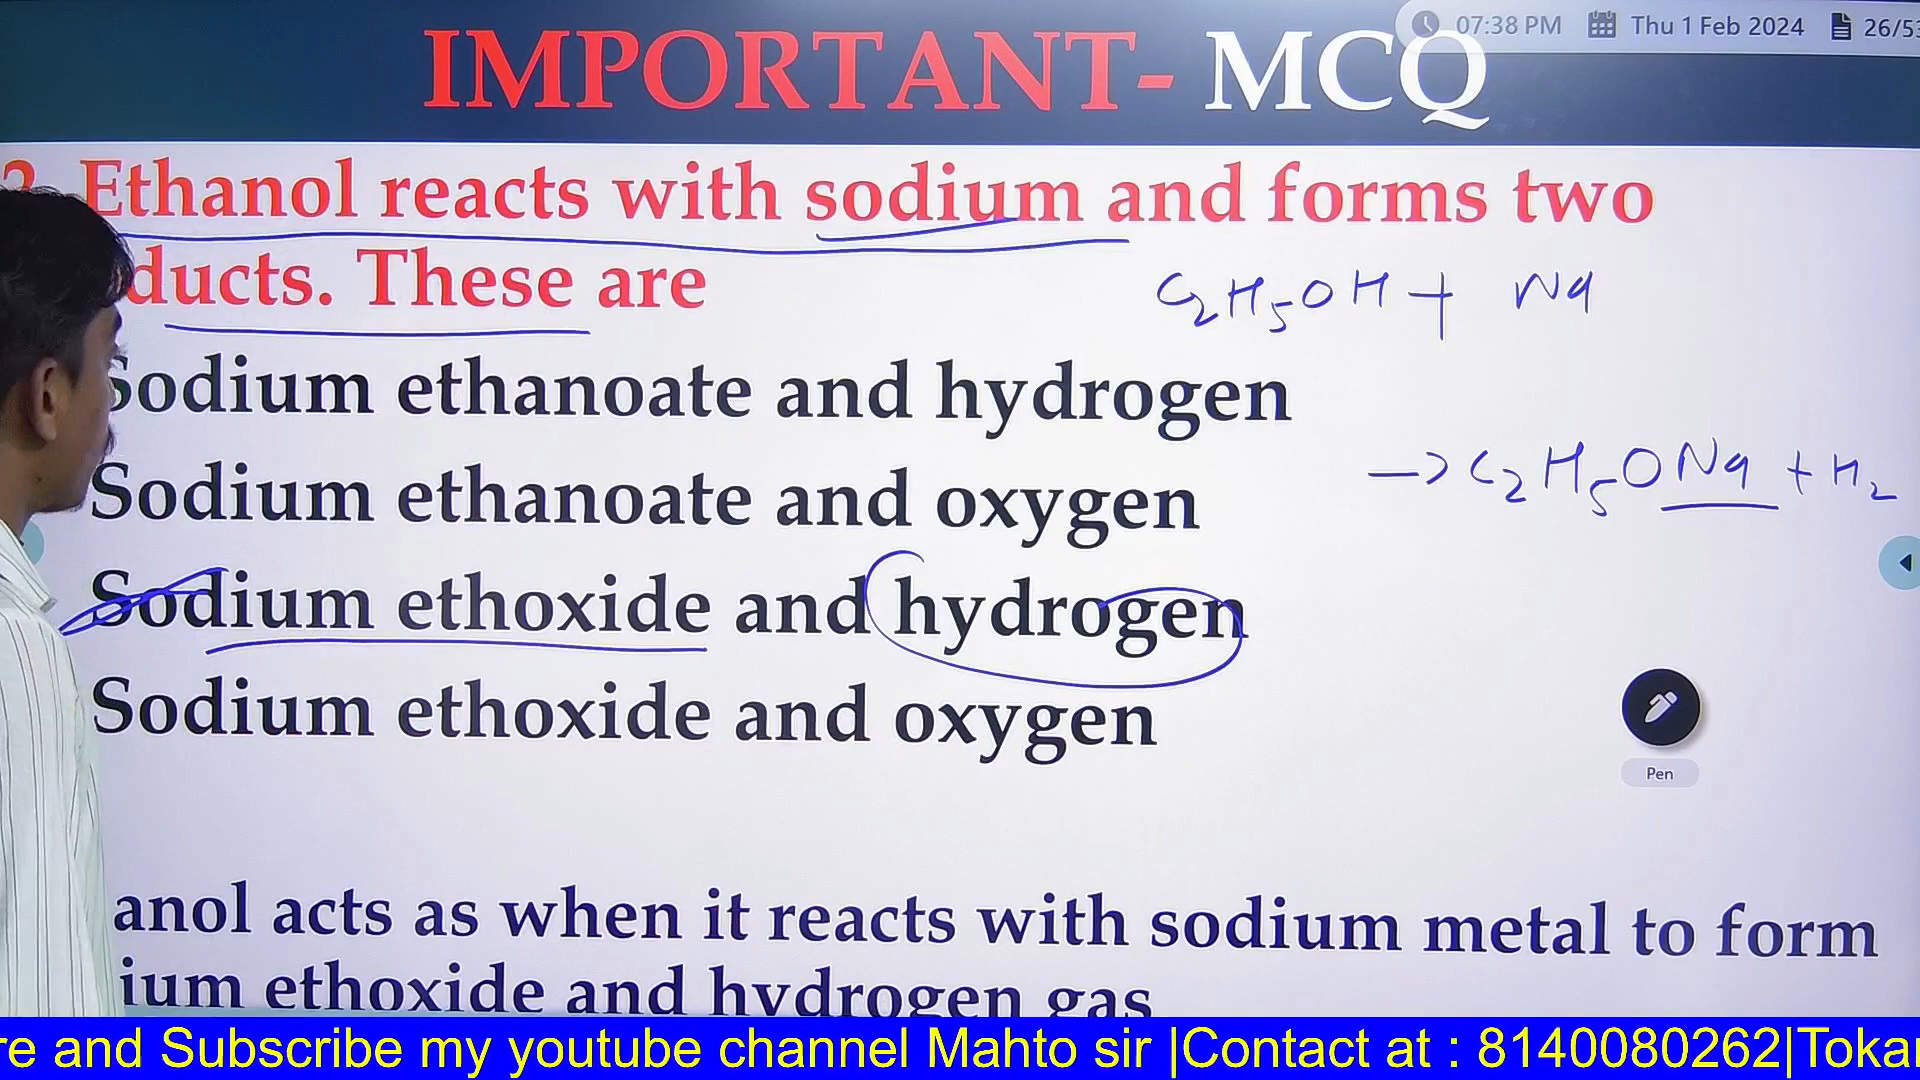 07:38 PM Thu 1 Feb 2024 26/53
IMPORTANT- MCQ
Ethanol reacts with sodium and forms two
ducts. These are
C2H5OH + Na
Sodium ethanoate and hydrogen
Sodium ethanoate and oxygen
→ C2H5ONa + H2
Sodium ethoxide and hydrogen
Sodium ethoxide and oxygen
Pen
anol acts as when it reacts with sodium metal to form
ium ethoxide and hydrogen gas
re and Subscribe my youtube channel Mahto sir |Contact at : 8140080262|Tokar